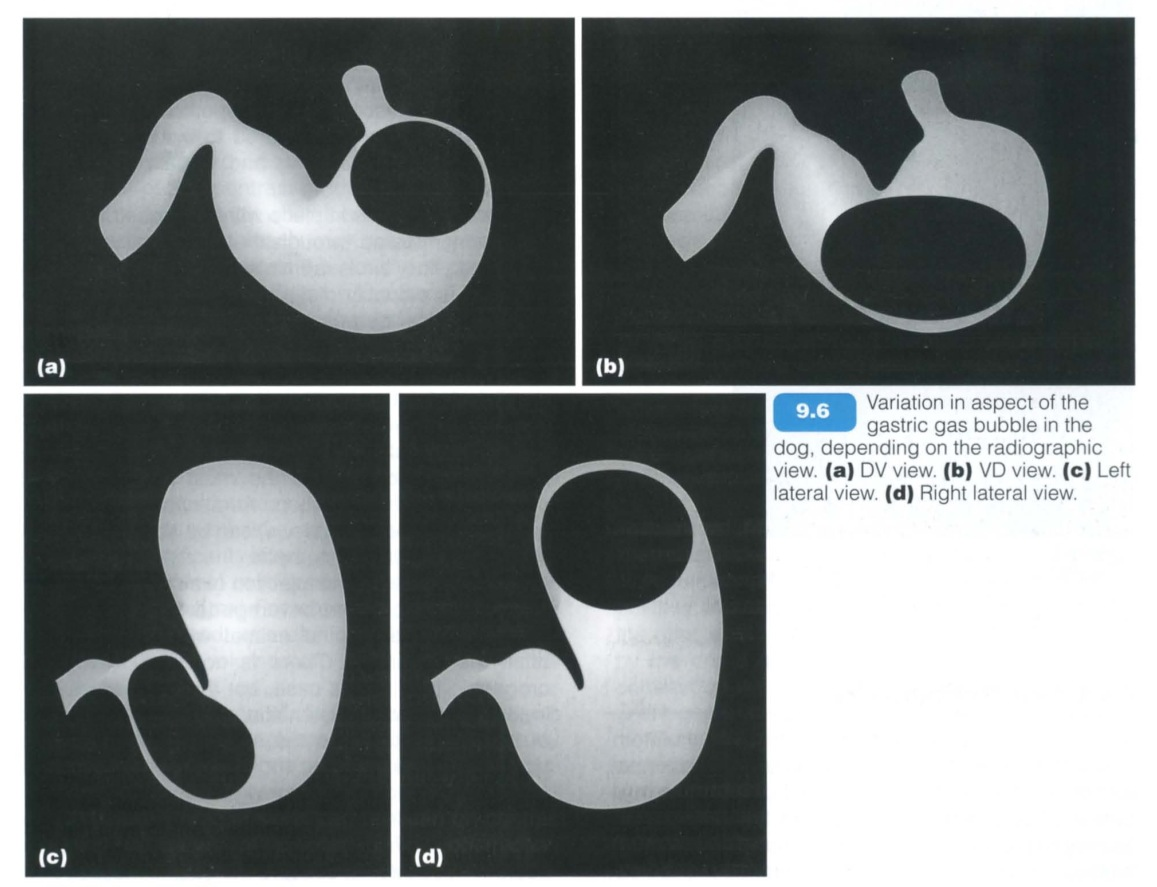 (a)
(b)
(c)
(d)
9.6 Variation in aspect of the
gastric gas bubble in the
dog, depending on the radiographic
view. (a) DV view. (b) VD view. (c) Left
lateral view. (d) Right lateral view.